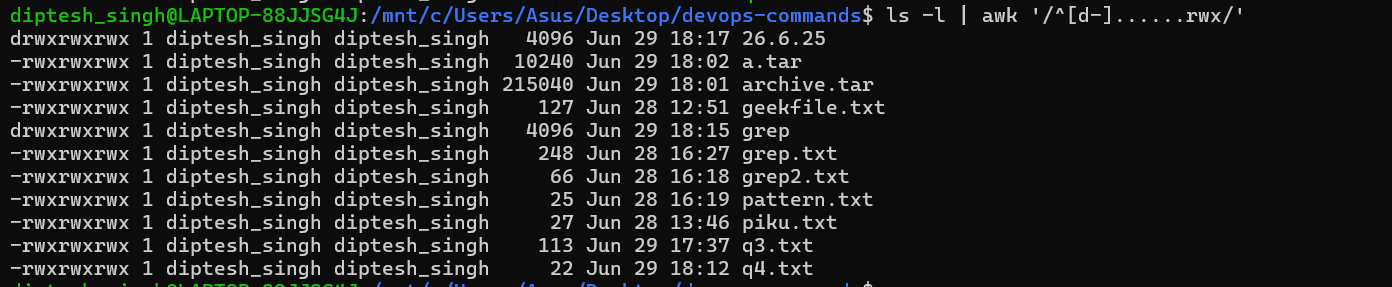 diptesh_singh@LAPTOP-88JJSG4J:/mnt/c/Users/Asus/Desktop/devops-commands$ ls -l | awk '/^[d-]......rwx/'
drwxrwxrwx 1 diptesh_singh diptesh_singh   4096 Jun 29 18:17 26.6.25
-rwxrwxrwx 1 diptesh_singh diptesh_singh  10240 Jun 29 18:02 a.tar
-rwxrwxrwx 1 diptesh_singh diptesh_singh 215040 Jun 29 18:01 archive.tar
-rwxrwxrwx 1 diptesh_singh diptesh_singh    127 Jun 28 12:51 geekfile.txt
drwxrwxrwx 1 diptesh_singh diptesh_singh   4096 Jun 29 18:15 grep
-rwxrwxrwx 1 diptesh_singh diptesh_singh    248 Jun 28 16:27 grep.txt
-rwxrwxrwx 1 diptesh_singh diptesh_singh     66 Jun 28 16:18 grep2.txt
-rwxrwxrwx 1 diptesh_singh diptesh_singh     25 Jun 28 16:19 pattern.txt
-rwxrwxrwx 1 diptesh_singh diptesh_singh     27 Jun 28 13:46 piku.txt
-rwxrwxrwx 1 diptesh_singh diptesh_singh    113 Jun 29 17:37 q3.txt
-rwxrwxrwx 1 diptesh_singh diptesh_singh     22 Jun 29 18:12 q4.txt